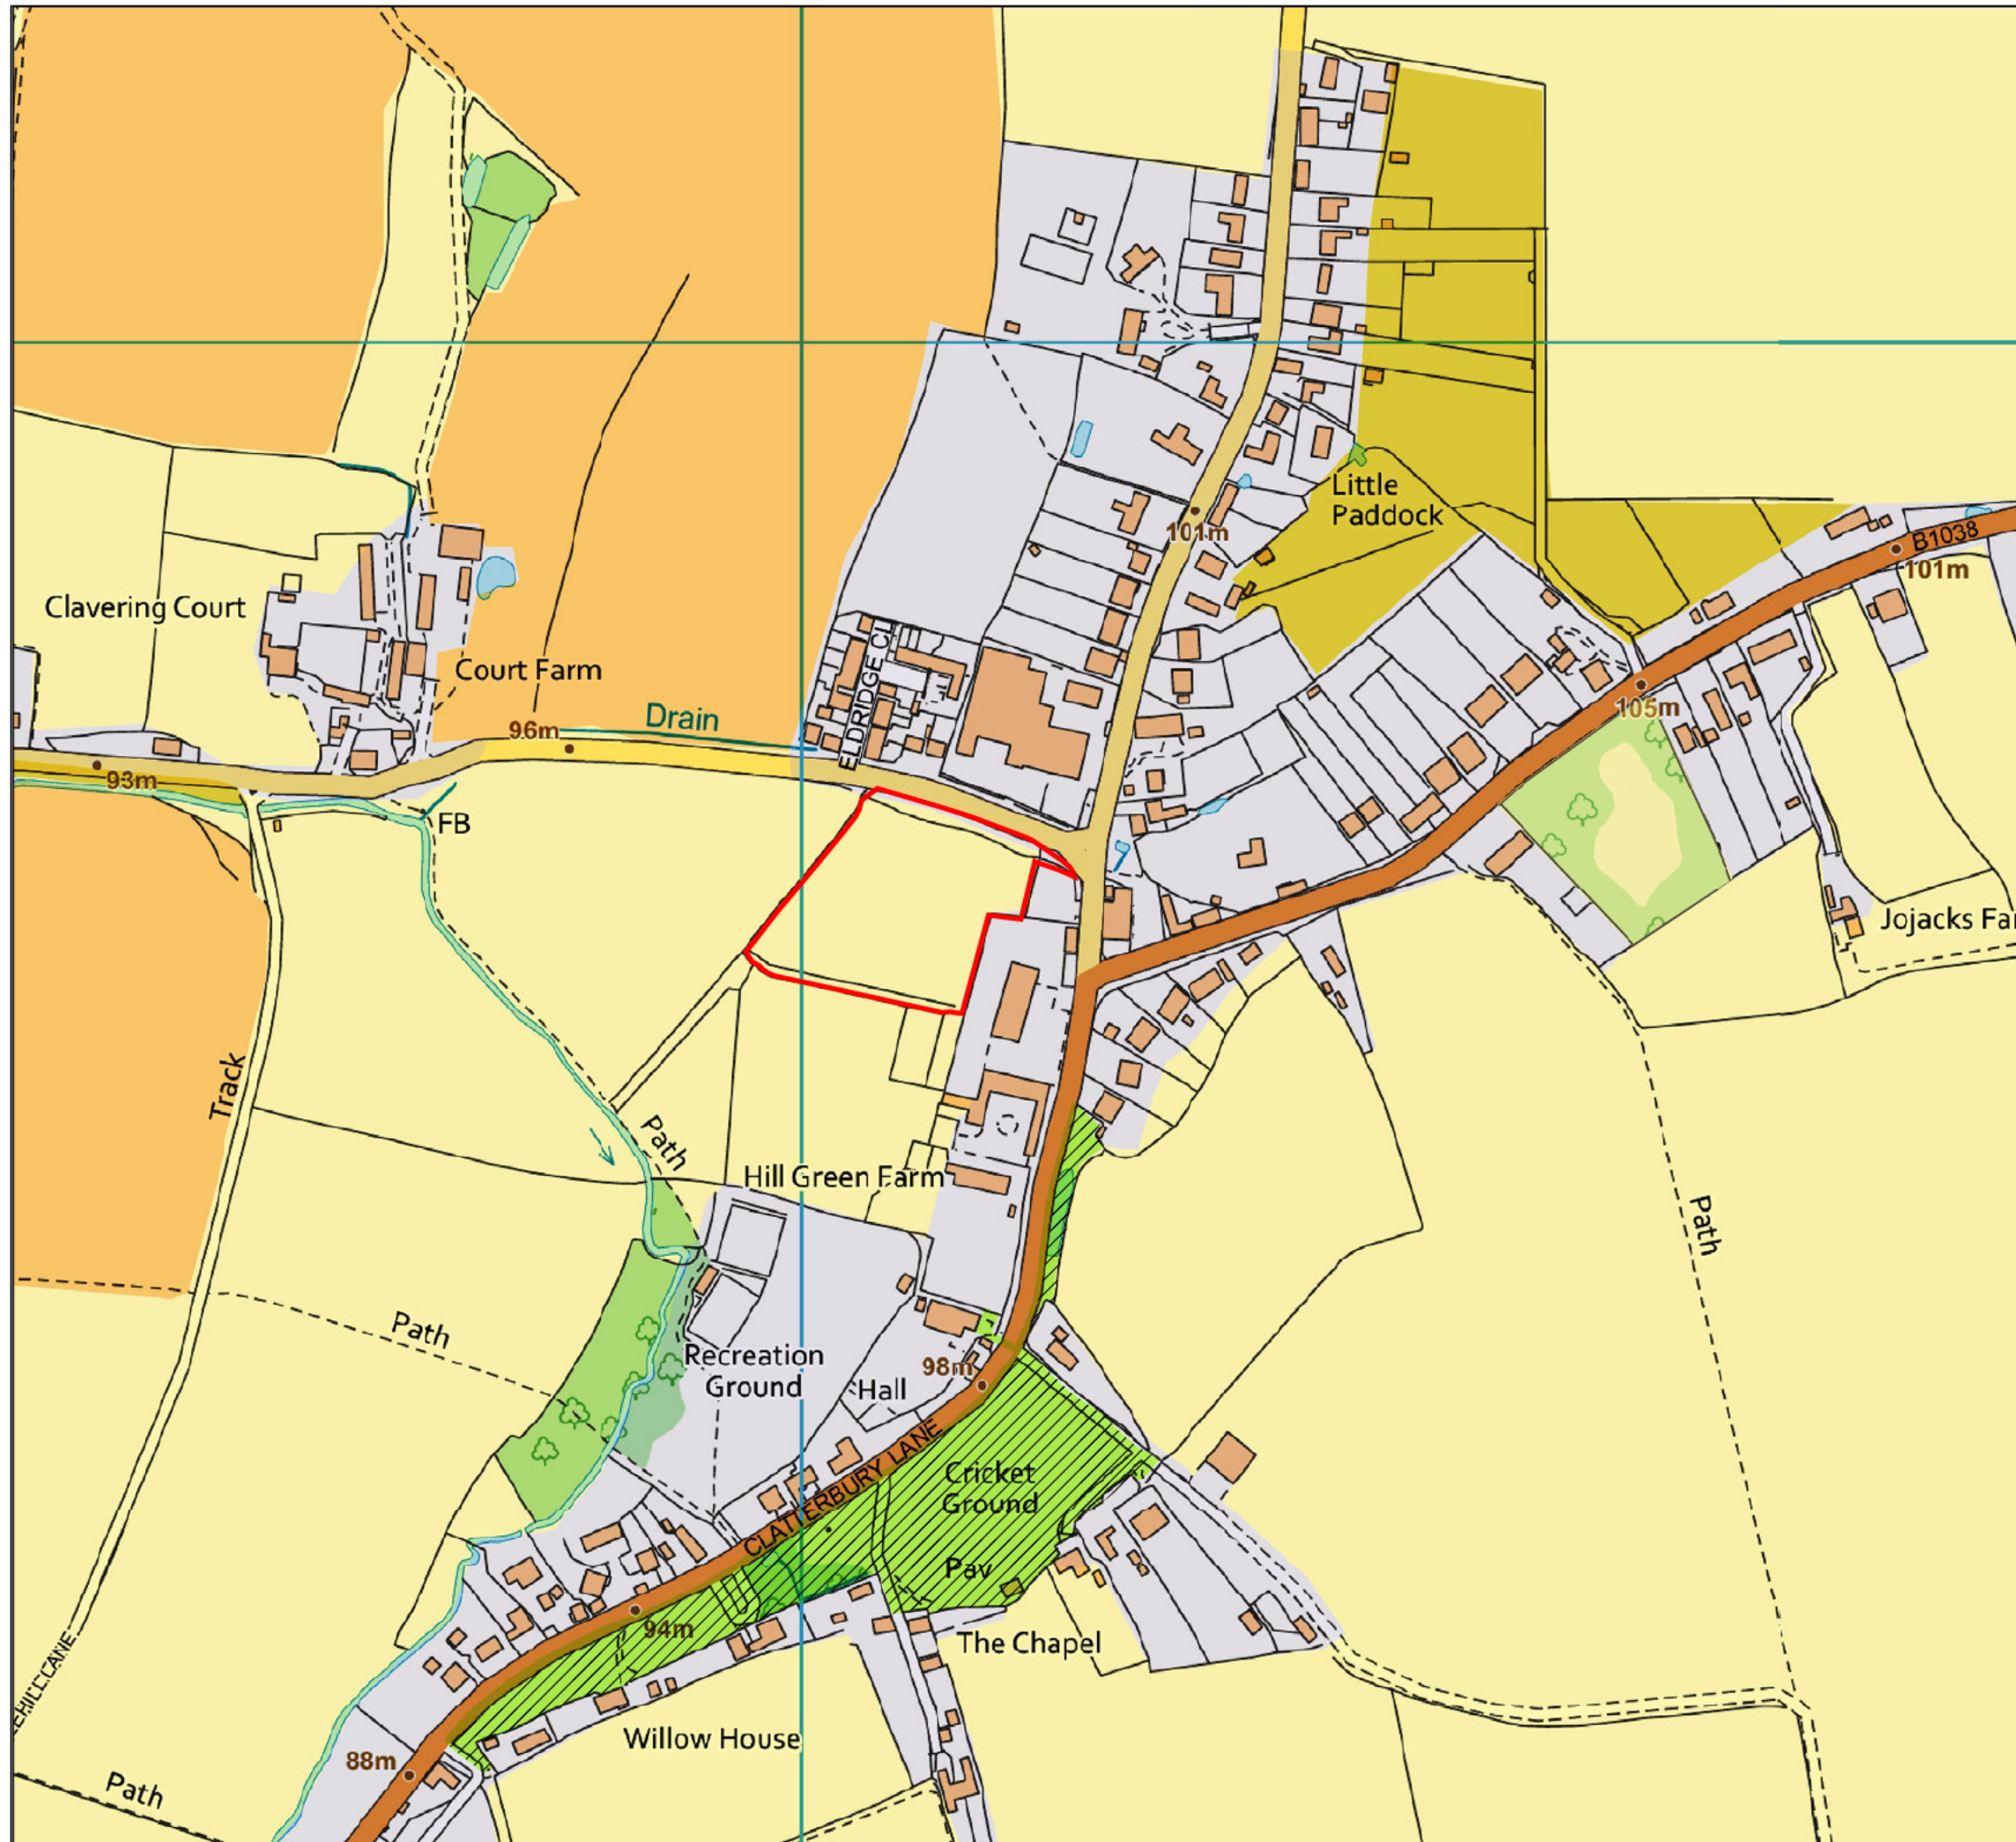 Little
Paddock
101m
B1038
101m
Clavering Court
Court Farm
ELDRIDGE CL
105m
96m
Drain
93m
FB
Jojacks Fa
Track
Path
Hill Green Farm
Path
Path
Recreation
Ground
98m
Hall
CLATTERBURY LANE
Cricket
Ground
Pav
94m
The Chapel
Willow House
88m
Path